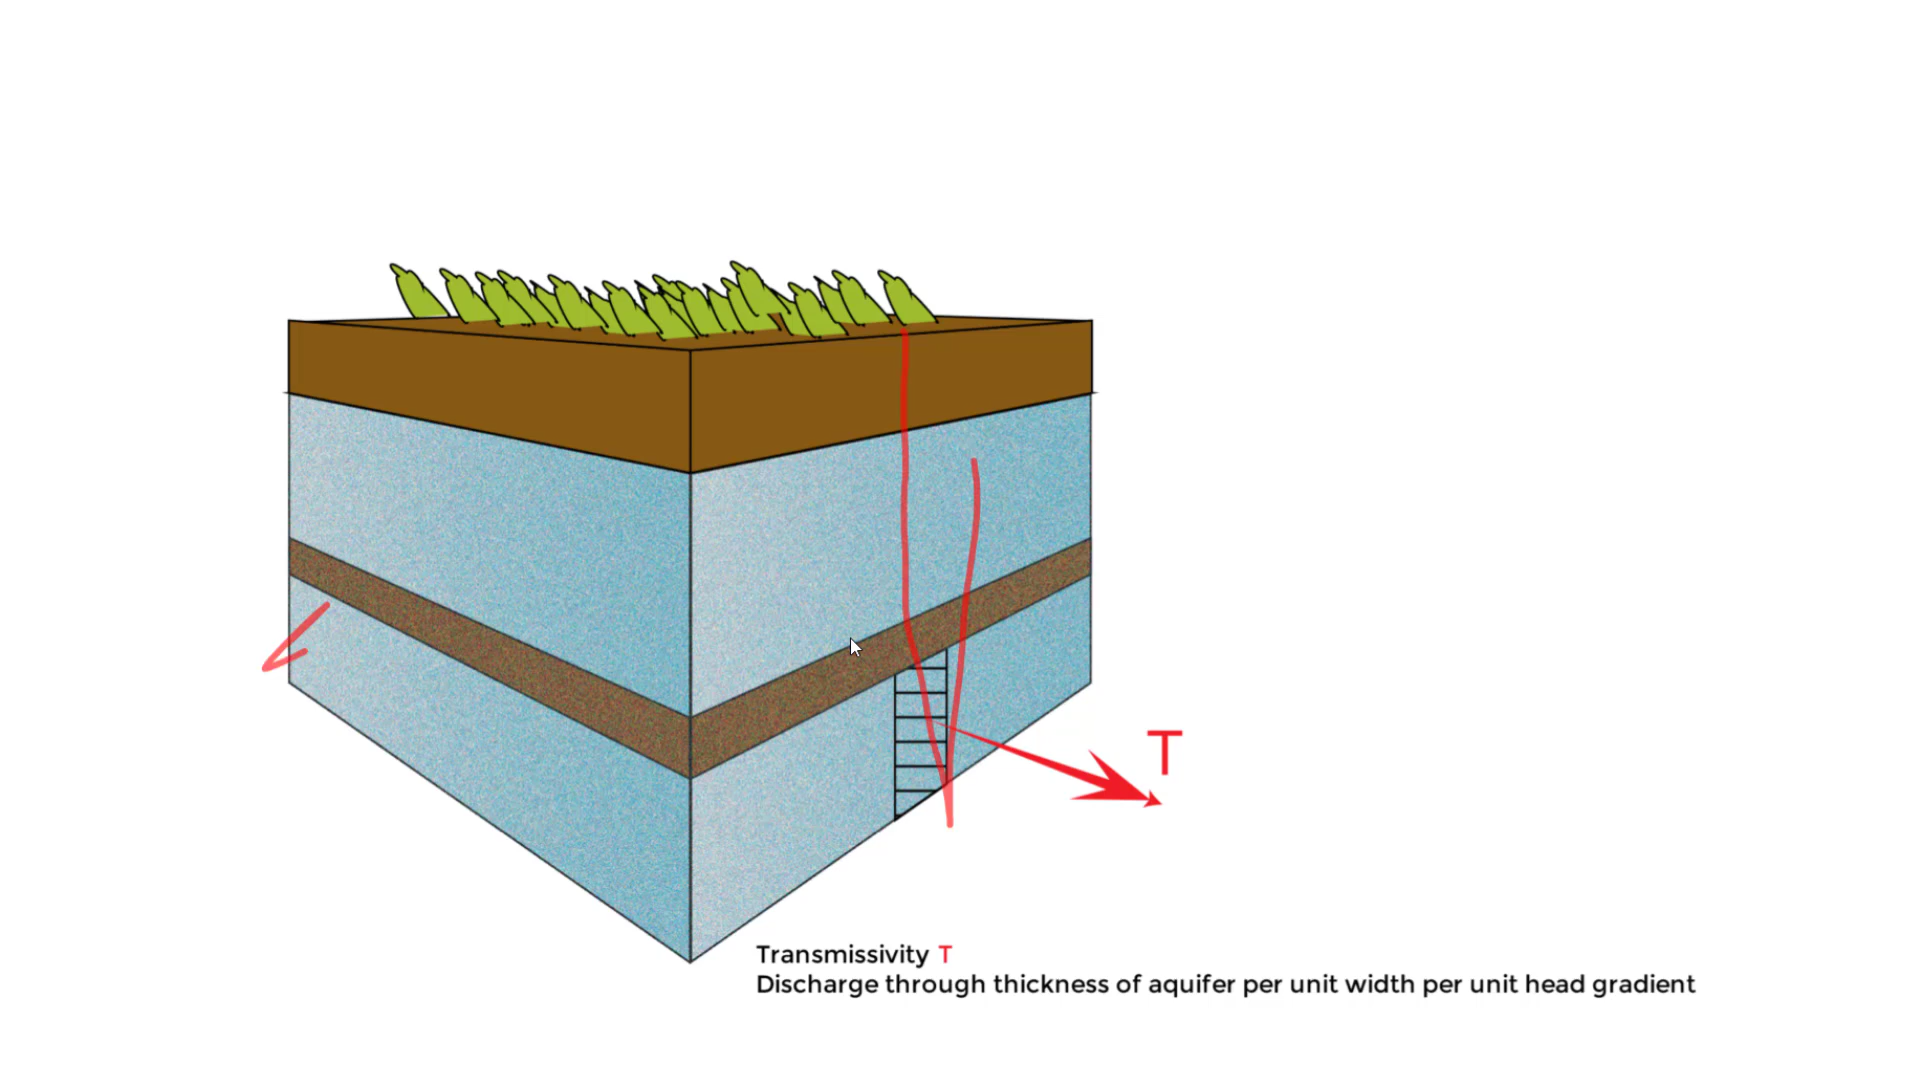 T
Transmissivity T
Discharge through thickness of aquifer per unit width per unit head gradient